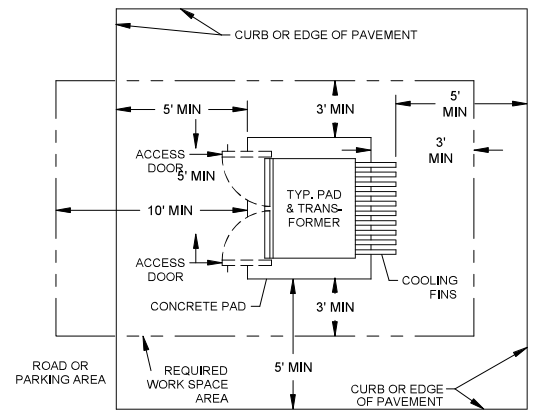 CURB OR EDGE OF PAVEMENT
5' MIN
3' MIN
5'
MIN
3'
MIN
ACCESS
DOOR
5' MIN
TYP. PAD
& TRANS-
FORMER
10' MIN
ACCESS
DOOR
COOLING
FINS
CONCRETE PAD
3' MIN
ROAD OR
PARKING AREA
REQUIRED
WORK SPACE
AREA
5' MIN
CURB OR EDGE
OF PAVEMENT